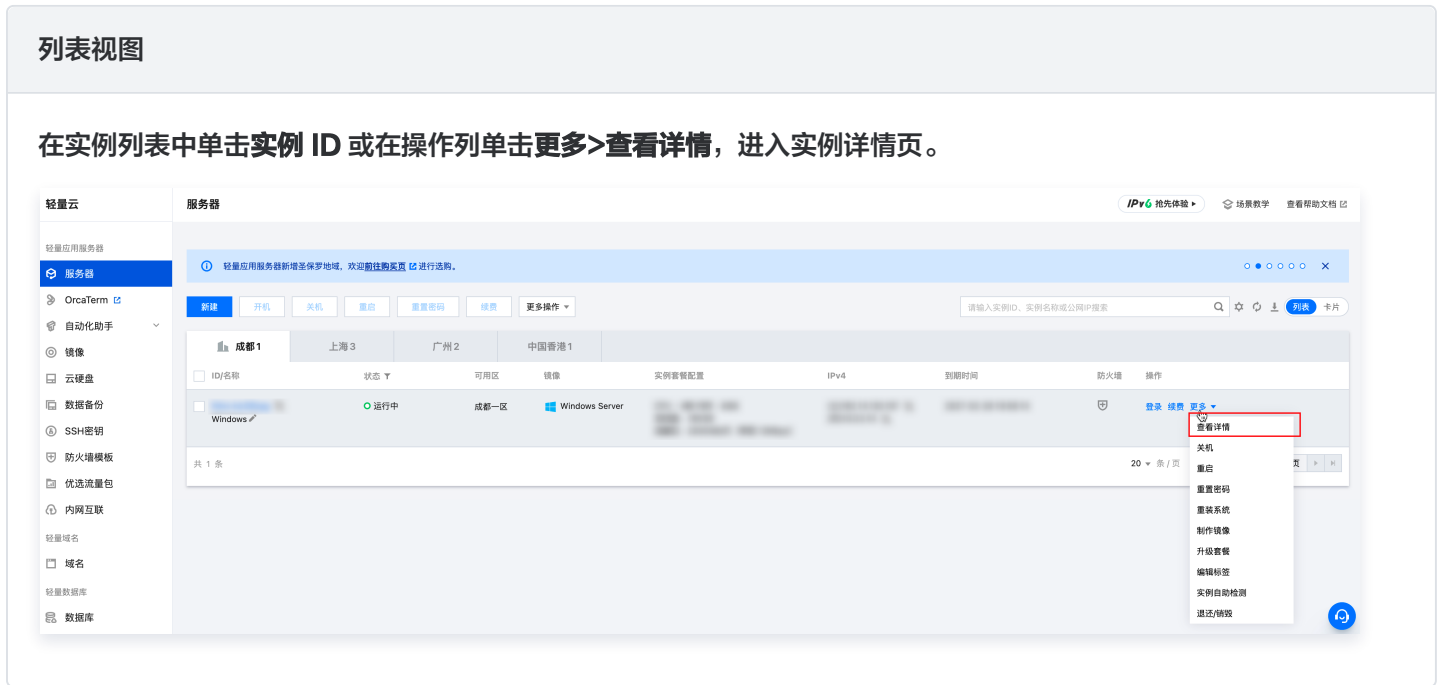 列表视图
在实例列表中单击实例 ID 或在操作列单击更多>查看详情，进入实例详情页。
轻量云
服务器
IPv6 抢先体验
场景教学
查看帮助文档
轻量应用服务器
服务器
OrcaTerm
自动化助手
镜像
云硬盘
数据备份
SSH密钥
防火墙模板
优选流量包
内网互联
轻量域名
域名
轻量数据库
数据库
轻量应用服务器新增圣保罗地域，欢迎前往购买页进行选购。
新建 开机 关机 重启 重置密码 续费 更多操作
请输入实例ID、实例名称或公网IP搜索
列表 卡片
成都1 上海3 广州2 中国香港1
ID/名称 状态 可用区 镜像 实例套餐配置 IPv4 到期时间 防火墙 操作
运行中 成都一区 Windows Server 登录 续费 更多
Windows
共 1 条
20 条/页
页
查看详情
关机
重启
重置密码
重装系统
制作镜像
升级套餐
编辑标签
实例自助检测
退还/销毁